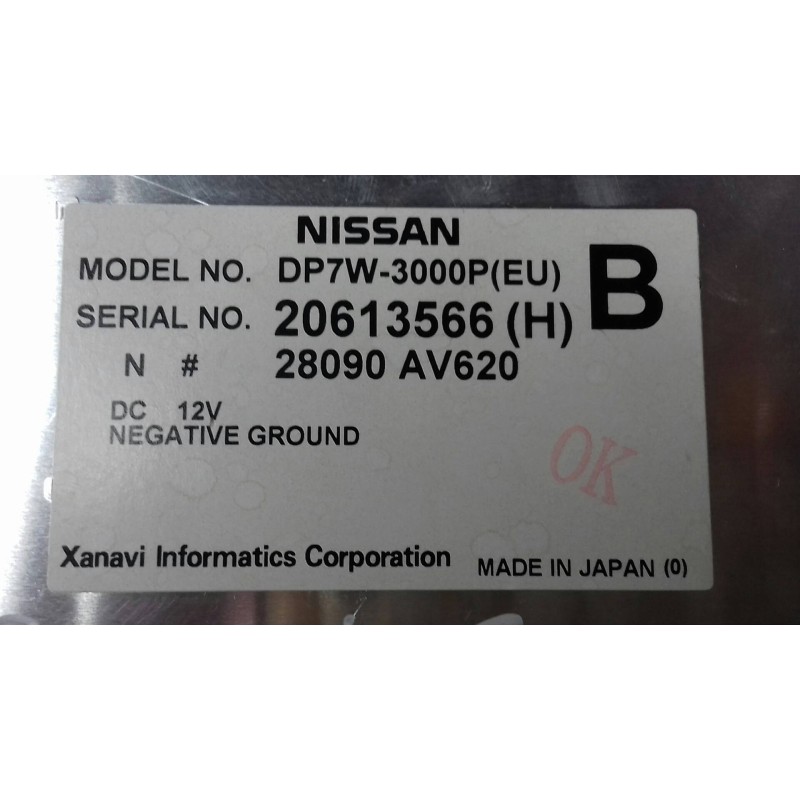 NISSAN
B
MODEL NO. DP7W-3000P(EU)
SERIAL NO. 20613566 (H)
N # 28090 AV620
DC 12V
NEGATIVE GROUND
OK
Xanavi Informatics Corporation MADE IN JAPAN (0)